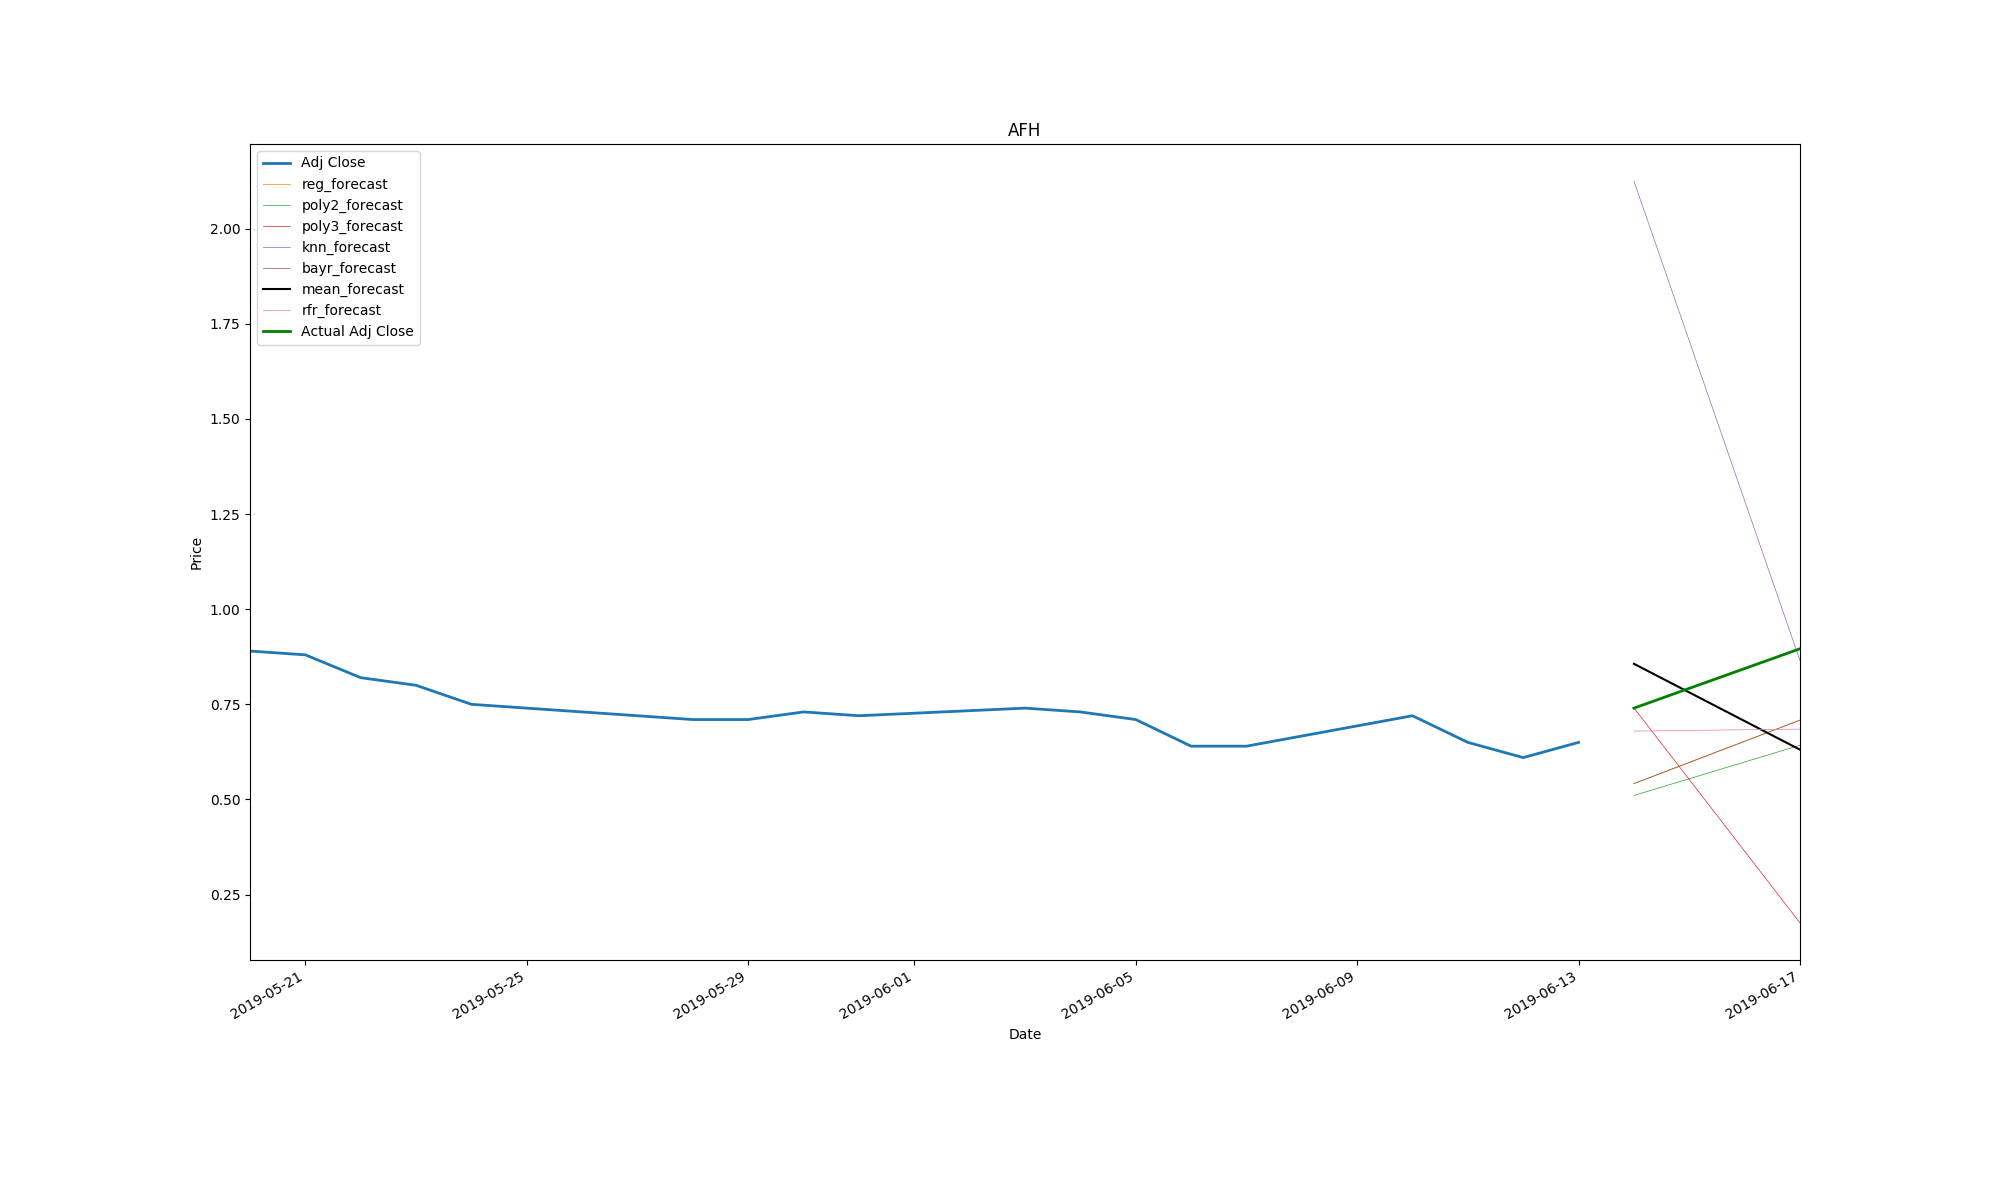 AFH
Adj Close
reg_forecast
poly2_forecast
poly3_forecast
knn_forecast
bayr_forecast
mean_forecast
rfr_forecast
Actual Adj Close
2.00
1.75
1.50
1.25
1.00
0.75
0.50
0.25
Price
2019-05-21
2019-05-25
2019-05-29
2019-06-01
2019-06-05
2019-06-09
2019-06-13
2019-06-17
Date